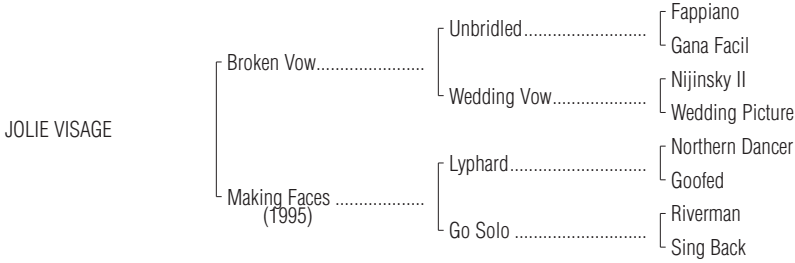 Fappiano
Unbridled..........................
Gana Facil
Broken Vow.......................
Nijinsky II
Wedding Vow....................
Wedding Picture
JOLIE VISAGE
Northern Dancer
Lyphard.............................
Goofed
Making Faces ...................
(1995)
Riverman
Go Solo ............................
Sing Back